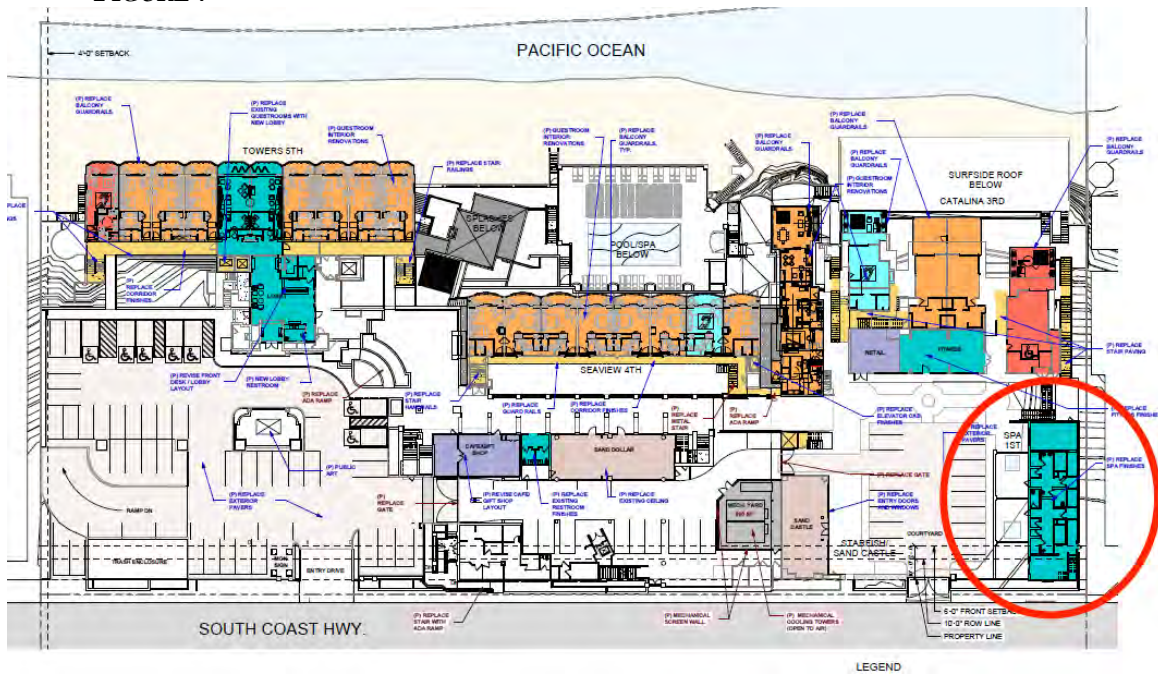 PACIFIC OCEAN
4'-0" SETBACK
(P) REPLACE
BALCONY
GUARDRAILS
(P) REPLACE
EXISTING
GUESTROOMS WITH
NEW LOBBY
TOWERS 5TH
(P) GUESTROOM
INTERIOR
RENOVATIONS
(P) REPLACE STAIR
RAILINGS
(P) GUESTROOM
INTERIOR
RENOVATIONS
(P) REPLACE
BALCONY
GUARDRAILS,
TYP.
(P) REPLACE
BALCONY
GUARDRAILS
(P) REPLACE
BALCONY
GUARDRAILS
(P) REPLACE
BALCONY
GUARDRAILS
(P) GUESTROOM
INTERIOR
RENOVATIONS
(P) REPLACE
BALCONY
GUARDRAILS
SURFSIDE ROOF
BELOW
CATALINA 3RD
SPLASHES
BELOW
POOL/SPA
BELOW
(P)
REPLACE
CORRIDOR
FINISHES
LOBBY
RETAIL
FITNESS
(P) REPLACE
STAIR PAVING
(P) REVISE FRONT
DESK / LOBBY
LAYOUT
(P) NEW LOBBY
RESTROOM
(P) REPLACE
ADA RAMP
SEAVIEW 4TH
(P) REPLACE
STAIR
HANDRAILS
(P) REPLACE
GUARD RAILS
(P) REPLACE
CORRIDOR FINISHES
(P)
REPLACE
METAL
STAIR
(P)
REPLACE
ADA RAMP
(P) REPLACE
ELEVATOR CAB
FINISHES
(P) REPLACE
FITNESS FINISHES
(P) REPLACE
EXTERIOR
PAVERS
SPA
1ST
(P) REPLACE
SPA FINISHES
(P) PUBLIC
ART
CAFE/GIFT
SHOP
SAND DOLLAR
(P) REPLACE GATE
(P) REPLACE
EXTERIOR
PAVERS
(P)
REPLACE
GATE
(P) REVISE CAFE/
GIFT SHOP
LAYOUT
(P) REPLACE
EXISTING
RESTROOM
FINISHES
(P) REPLACE
EXISTING CEILING
MECH. YARD
SAND
CASTLE
(P) REPLACE
ENTRY DOORS
AND WINDOWS
RAMP DN
STARFISH/
SAND CASTLE
COURTYARD
TRASH ENCLOSURE
MON.
SIGN
ENTRY DRIVE
SOUTH COAST HWY.
(P) REPLACE
STAIR WITH
ADA RAMP
(P) MECHANICAL
SCREEN WALL
(P) MECHANICAL
COOLING TOWERS
(OPEN TO AIR)
6'-0" FRONT SETBACK
10'-0" ROW LINE
PROPERTY LINE
LEGEND